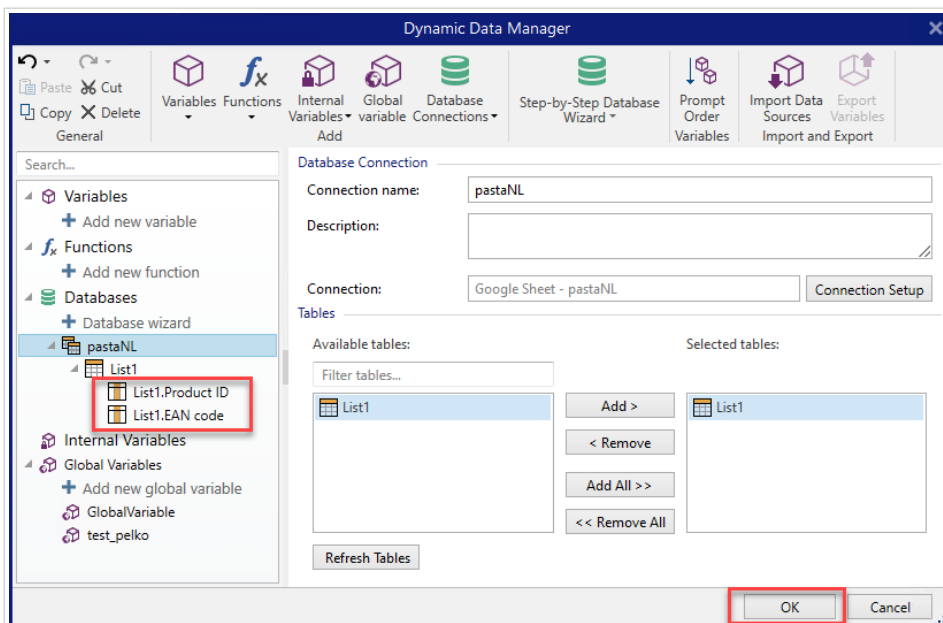 Dynamic Data Manager
Paste Cut
Copy Delete
General
Variables Functions
Internal Variables
Global variable
Database Connections
Add
Step-by-Step Database Wizard
Prompt Order
Variables
Import Data Sources
Export Variables
Import and Export
Search...
Variables
Add new variable
fx Functions
Add new function
Databases
Database wizard
pastaNL
List1
List1.Product ID
List1.EAN code
Internal Variables
Global Variables
Add new global variable
GlobalVariable
test_pelko
Database Connection
Connection name: pastaNL
Description:
Connection: Google Sheet - pastaNL Connection Setup
Tables
Available tables: Selected tables:
Filter tables...
List1 Add > List1
< Remove
Add All >>
<< Remove All
Refresh Tables
OK Cancel